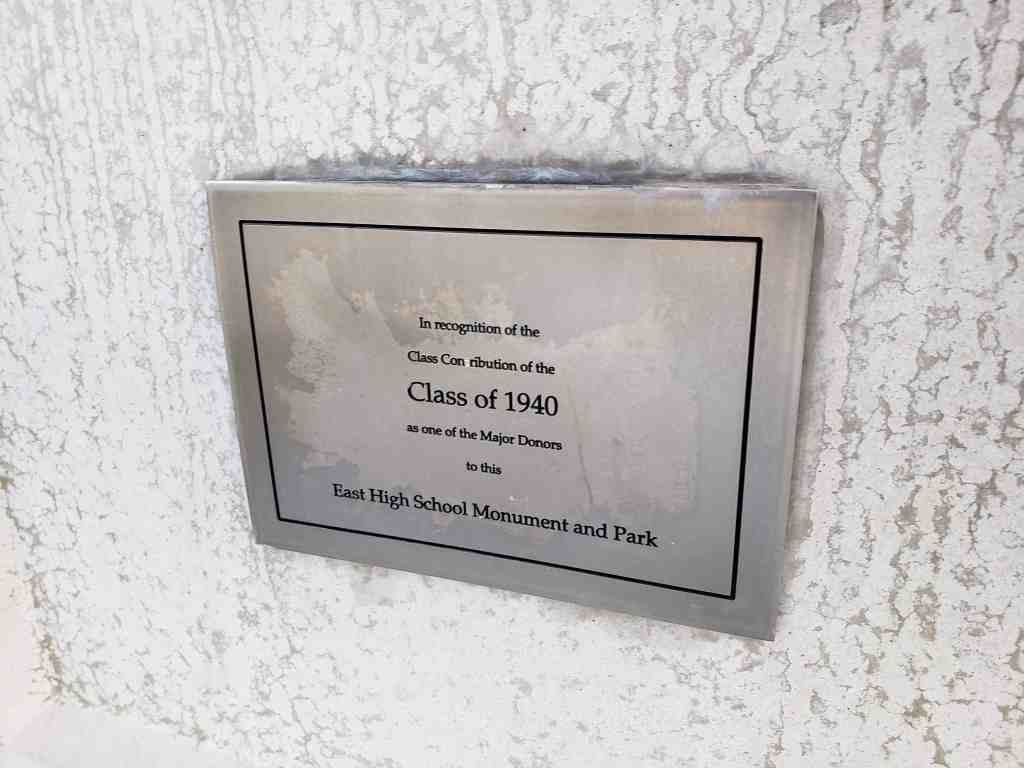 In recognition of the
Class Con ribution of the
Class of 1940
as one of the Major Donors
to this
East High School Monument and Park